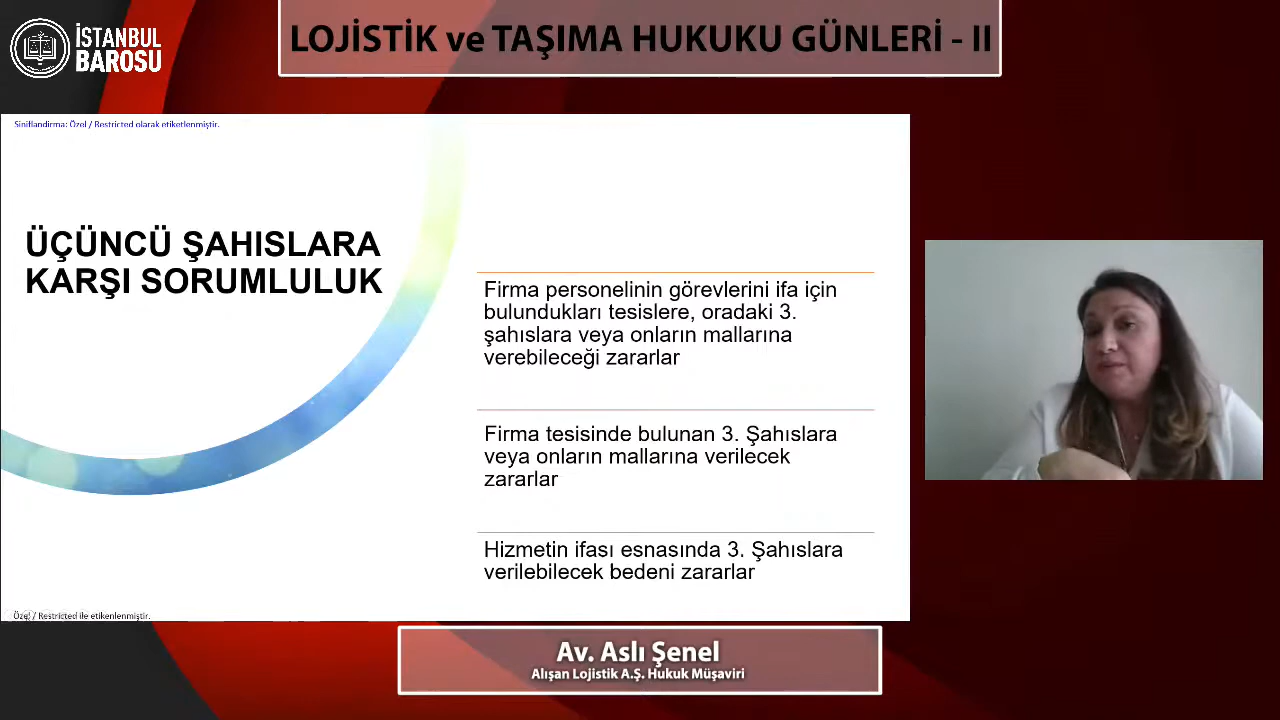 İSTANBUL
BAROSU
LOJİSTİK ve TAŞIMA HUKUKU GÜNLERİ - II
Sınıflandırma: Özel / Restricted olarak etiketlenmiştir.
ÜÇÜNCÜ ŞAHISLARA
KARŞI SORUMLULUK
Firma personelinin görevlerini ifa için
bulundukları tesislere, oradaki 3.
şahıslara veya onların mallarına
verebileceği zararlar
Firma tesisinde bulunan 3. Şahıslara
veya onların mallarına verilecek
zararlar
Hizmetin ifası esnasında 3. Şahıslara
verilebilecek bedeni zararlar
Özel / Restricted ile etikenlenmiştir.
Av. Aslı Şenel
Alışan Lojistik A.Ş. Hukuk Müşaviri